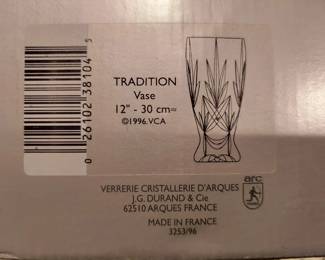 0 26102 38104 5
TRADITION
Vase
12" - 30 cm≈
©1996.VCA
arc
VERRERIE CRISTALLERIE D'ARQUES
J.G. DURAND & Cie
62510 ARQUES FRANCE
MADE IN FRANCE
3253/96